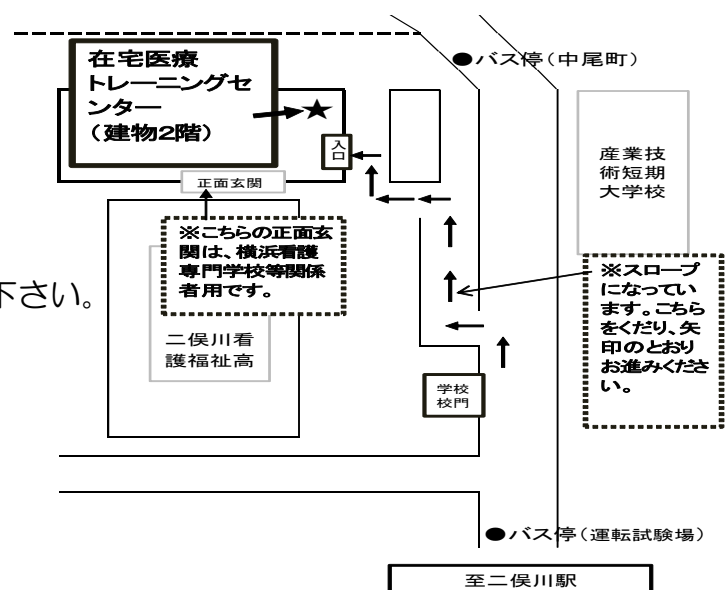 在宅医療
トレーニングセ
ンター
(建物2階)
●バス停(中尾町)
入口
正面玄関
産業技
術短期
大学校
※こちらの正面玄
関は、横浜看護
専門学校等関係
者用です。
下さい。
二俣川看
護福祉高
※スロープ
になってい
ます。こちら
をくだり、矢
印のとおり
お進みくださ
い。
学校
校門
●バス停(運転試験場)
至二俣川駅